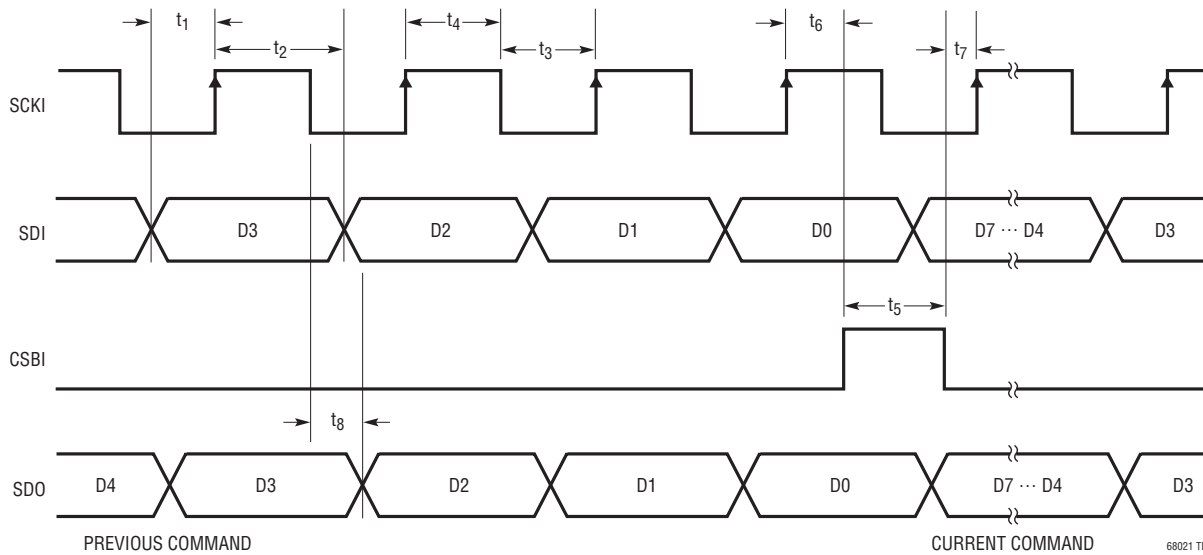 t1 t4 t6
t2 t3 t7
SCKI
SDI D3 D2 D1 D0 D7 ⋯ D4 D3
t5
CSBI
t8
SDO D4 D3 D2 D1 D0 D7 ⋯ D4 D3
PREVIOUS COMMAND CURRENT COMMAND
68021